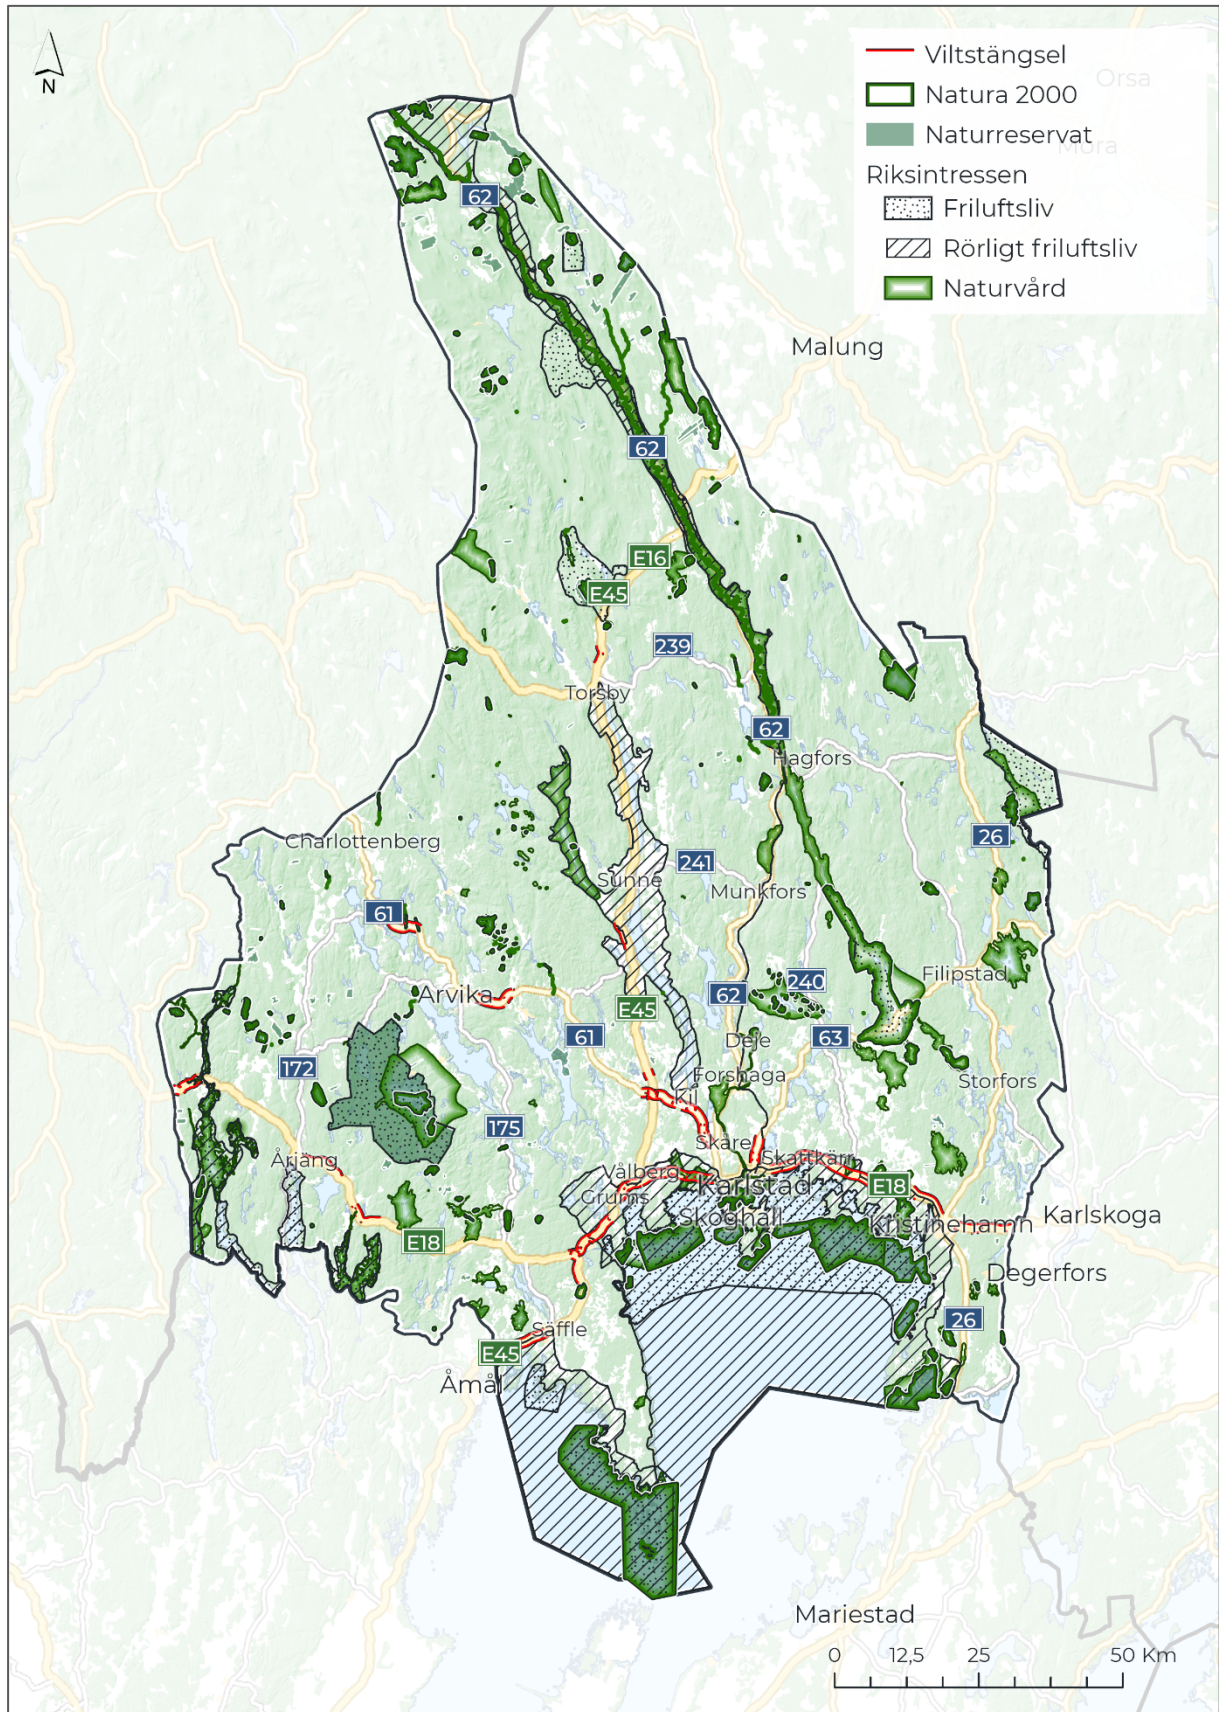 N
Viltstängsel
Natura 2000
Naturreservat
Riksintressen
Friluftsliv
Rörligt friluftsliv
Naturvård
Orsa
Mora
62
Malung
62
E16
E45
239
Torsby
62
Hagfors
Charlottenberg
26
241
Sunne
Munkfors
61
Arvika
E45
62
240
Filipstad
61
Deje
63
172
Forshaga
Storfors
Kil
175
Skåre
Årjäng
Vålberg
Skattkärr
Grums
Karlstad
E18
Skoghall
Kristinehamn
Karlskoga
E18
Degerfors
26
Säffle
E45
Åmål
Mariestad
0 12,5 25 50 Km